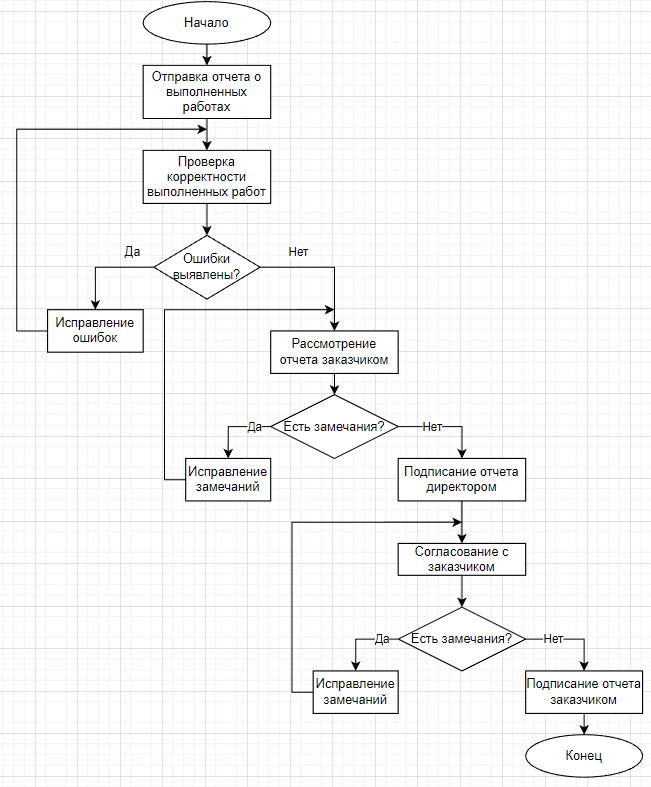 Начало
Отправка отчета о
выполненных
работах
Проверка
корректности
выполненных работ
Да
Ошибки
выявлены?
Нет
Исправление
ошибок
Рассмотрение
отчета заказчиком
Да
Есть замечания?
Нет
Исправление
замечаний
Подписание отчета
директором
Согласование с
заказчиком
Да
Есть замечания?
Нет
Исправление
замечаний
Подписание отчета
заказчиком
Конец